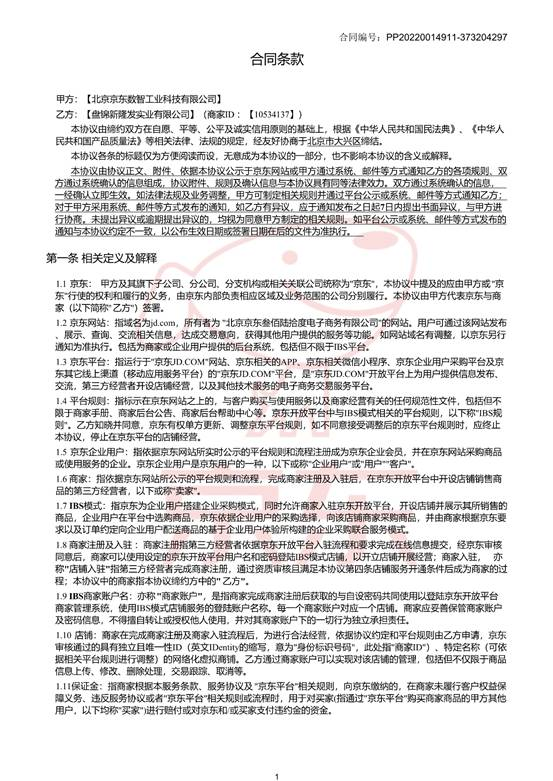 合同编号：PP20220014911-373204297
合同条款
甲方：【北京京东数智工业科技有限公司】
乙方：【盘锦新隆发实业有限公司】（商家ID：【10534137】）
本协议由缔约双方在自愿、平等、公平及诚实信用原则的基础上，根据《中华人民共和国民法典》、《中华人
民共和国产品质量法》等相关法律、法规的规定，经友好协商于北京市大兴区缔结。
本协议各条的标题仅为方便阅读而设，无意成为本协议的一部分，也不影响本协议的含义或解释。
本协议由协议正文、附件、依据本协议公示于京东网站或甲方通过系统、邮件等方式通知乙方的各项规则、双
方通过系统确认的信息组成，协议附件、规则及确认信息与本协议具有同等法律效力。双方通过系统确认的信息，
一经确认立即生效。如法律法规及业务调整，甲方可制定相关规则并通过平台公示或系统、邮件等方式通知乙方；
对于甲方采用系统、邮件等方式发布的通知，如乙方有异议，应于通知发布之日起7日内提出书面异议，与甲方进
行协商。未提出异议或逾期提出异议的，均视为同意甲方制定的相关规则。如平台公示或系统、邮件等方式发布的
通知与本协议约定不一致，以公布生效日期或签署日期在后的文件为准执行。
第一条 相关定义及解释
1.1 京东： 甲方及其旗下子公司、分公司、分支机构或相关关联公司统称为"京东"，本协议中提及的应由甲方或"京
东"行使的权利和履行的义务，由京东内部负责相应区域及业务范围的公司分别履行。本协议由甲方代表京东与商
家（以下简称" 乙方"）签署。
1.2 京东网站：指域名为jd.com，所有者为 "北京京东叁佰陆拾度电子商务有限公司"的网站。用户可通过该网站发布
、展示、查询、交流相关信息，达成交易意向，获得其他用户提供的服务等功能。如网站域名有调整，以京东另行
通知为准执行。包括为商家或企业用户提供的后台系统，包括但不限于IBS平台。
1.3 京东平台：指运行于"京东JD.COM"网站、京东相关的APP、京东相关微信小程序、京东企业用户采购平台及京
东其它线上渠道（移动应用服务平台）的"京东JD.COM"平台，是"京东JD.COM"开放平台上为用户提供信息发布、
交流，第三方经营者开设店铺经营，以及其他技术服务的电子商务交易服务平台。
1.4 平台规则：指标示在京东网站之上的，与客户购买与使用服务以及商家经营有关的任何规范性文件，包括但不
限于商家手册、商家后台公告、商家后台帮助中心等。京东开放平台中与IBS模式相关的平台规则，以下称"IBS规
则"。乙方知晓并同意，京东有权单方更新、调整京东平台规则，如不同意接受调整后的京东平台规则时，应终止
本协议，停止在京东平台的店铺经营。
1.5 京东企业用户：指依据京东网站所实时公示的平台规则和流程注册成为京东企业会员，并在京东网站采购商品
或使用服务的企业。京东企业用户是京东用户的一种，以下或称"企业用户"或"用户""客户"。
1.6 商家：指依据京东网站所公示的平台规则和流程，完成商家注册及入驻后，在京东开放平台中开设店铺销售商
品的第三方经营者，以下或称"卖家"。
1.7 IBS模式：指京东为企业用户搭建企业采购模式，同时允许商家入驻京东开放平台，开设店铺并展示其所销售的
商品，企业用户在平台中选购商品，京东依据企业用户的采购选择，向该店铺商家采购商品，并由商家根据京东要
求以及订单约定向企业用户配送商品的基于企业用户体验所构建的企业采购联合服务模式。
1.8 商家注册及入驻 ：商家注册指第三方经营者依据京东开放平台入驻流程和要求完成在线信息提交，经京东审核
同意后，商家可以使用设定的京东开放平台用户名和密码登陆IBS模式店铺，以开立店铺开展经营；商家入驻， 亦
称"店铺入驻"指第三方经营者完成商家注册，通过资质审核且满足本协议第四条店铺服务开通条件后成为商家的过
程；本协议中的商家指本协议缔约方中的" 乙方"。
1.9 IBS商家账户名：亦称"商家账户"，是指商家完成商家注册后获取的与自设密码共同使用以登陆京东开放平台
商家管理系统，使用IBS模式店铺服务的登陆账户名称。每一个商家账户对应一个店铺。商家应妥善保管商家账户
及密码信息，不得擅自转让或授权他人使用，并对其商家账户下的一切行为独立承担责任。
1.10 店铺：商家在完成商家注册及商家入驻流程后，为进行合法经营，依据协议约定和平台规则由乙方申请，京东
审核通过的具有独立且唯一性ID（英文IDentity的缩写，意为"身份标识号码"，此处指"商家ID"）、特定名称（可依
据相关平台规则进行调整）的网络化虚拟商铺。乙方通过商家账户可以实现对该店铺的管理，包括但不仅限于商品
信息上传、修改、删除处理，交易跟踪、取消等。
1.11保证金：指商家根据本服务条款、服务协议及 "京东平台"相关规则，向京东缴纳的，在商家未履行客户权益保
障义务、违反服务协议或者"京东平台"相关规或流程时，用于对买家(指通过"京东平台"购买商家商品的甲方其他
用户，以下均称"买家")进行赔付或对京东和/或买家支付违约金的资金。
1